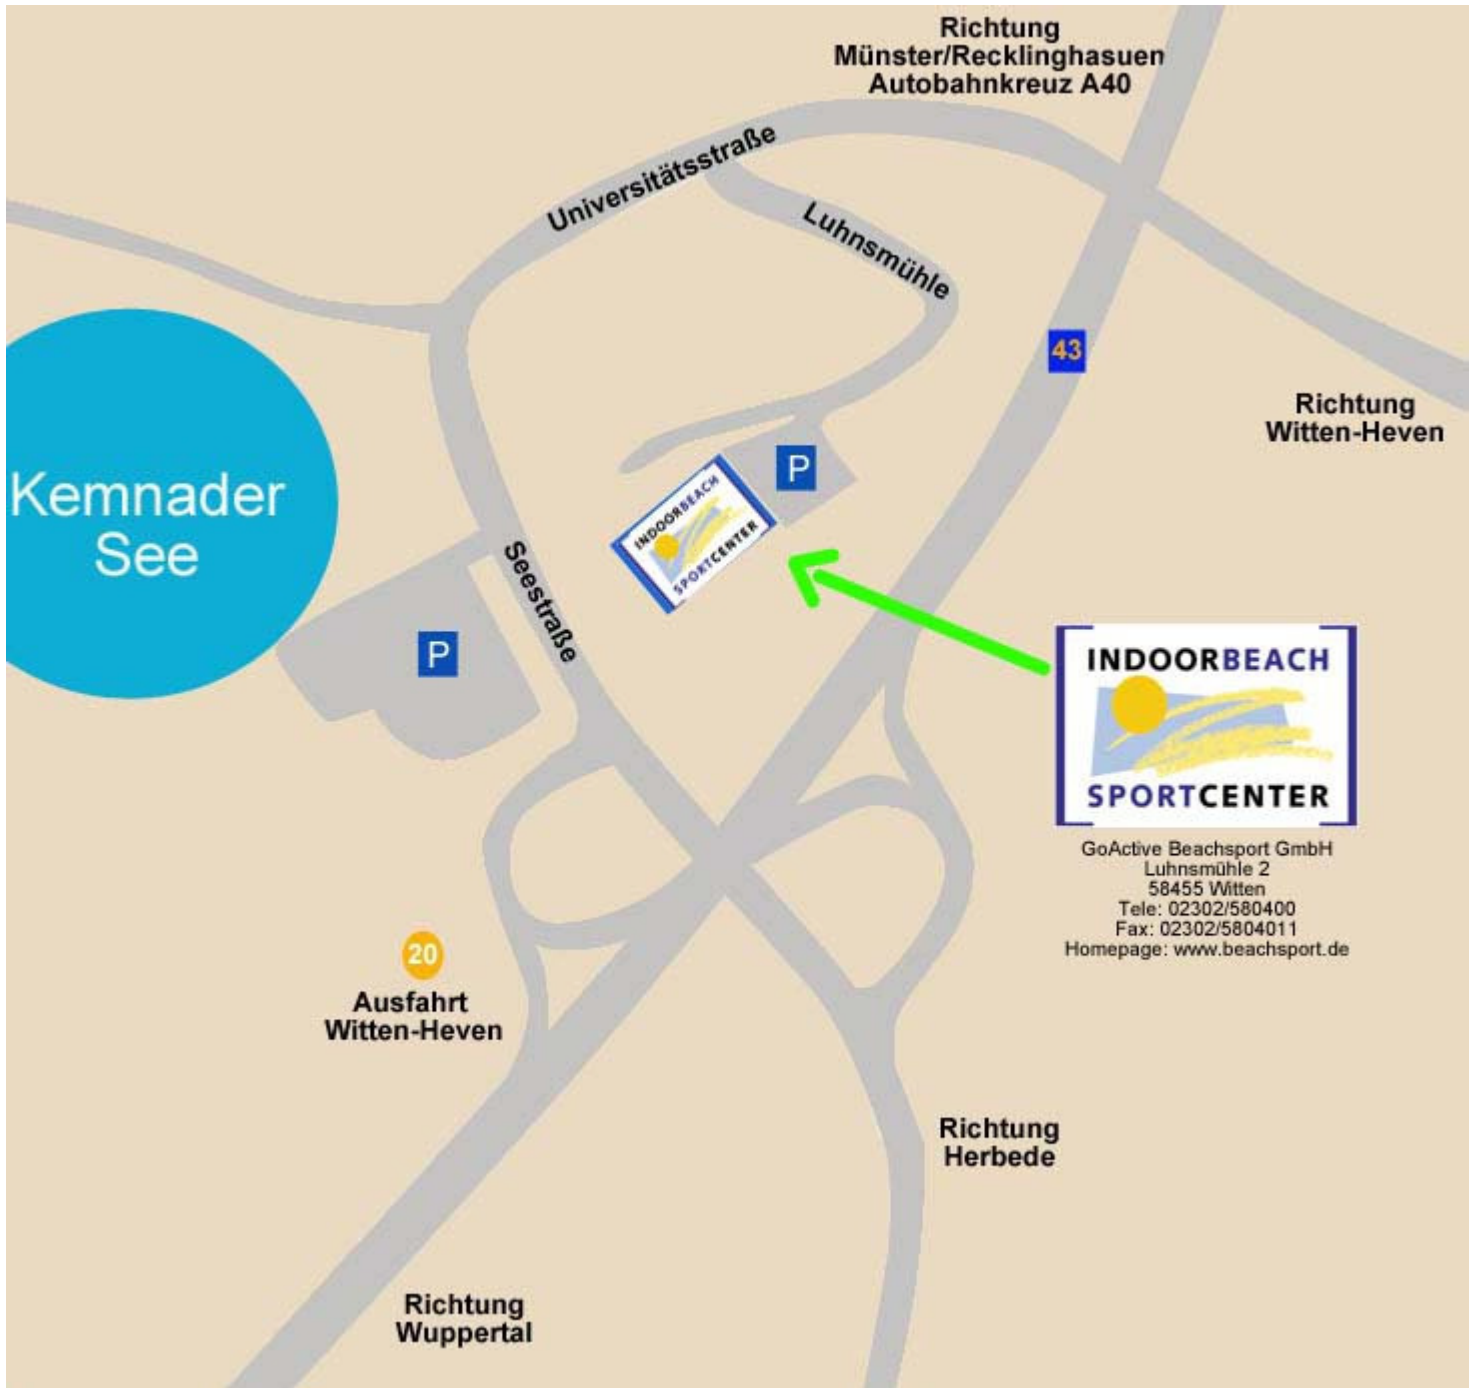 Richtung
Münster/Recklinghasuen
Autobahnkreuz A40
Universitätsstraße
Luhnsmühle
43
Richtung
Witten-Heven
Kemnader
See
P
INDOORBEACH
SPORTCENTER
Seestraße
P
INDOORBEACH
SPORTCENTER
GoActive Beachsport GmbH
Luhnsmühle 2
58455 Witten
Tele: 02302/580400
Fax: 02302/5804011
Homepage: www.beachsport.de
20
Ausfahrt
Witten-Heven
Richtung
Herbede
Richtung
Wuppertal